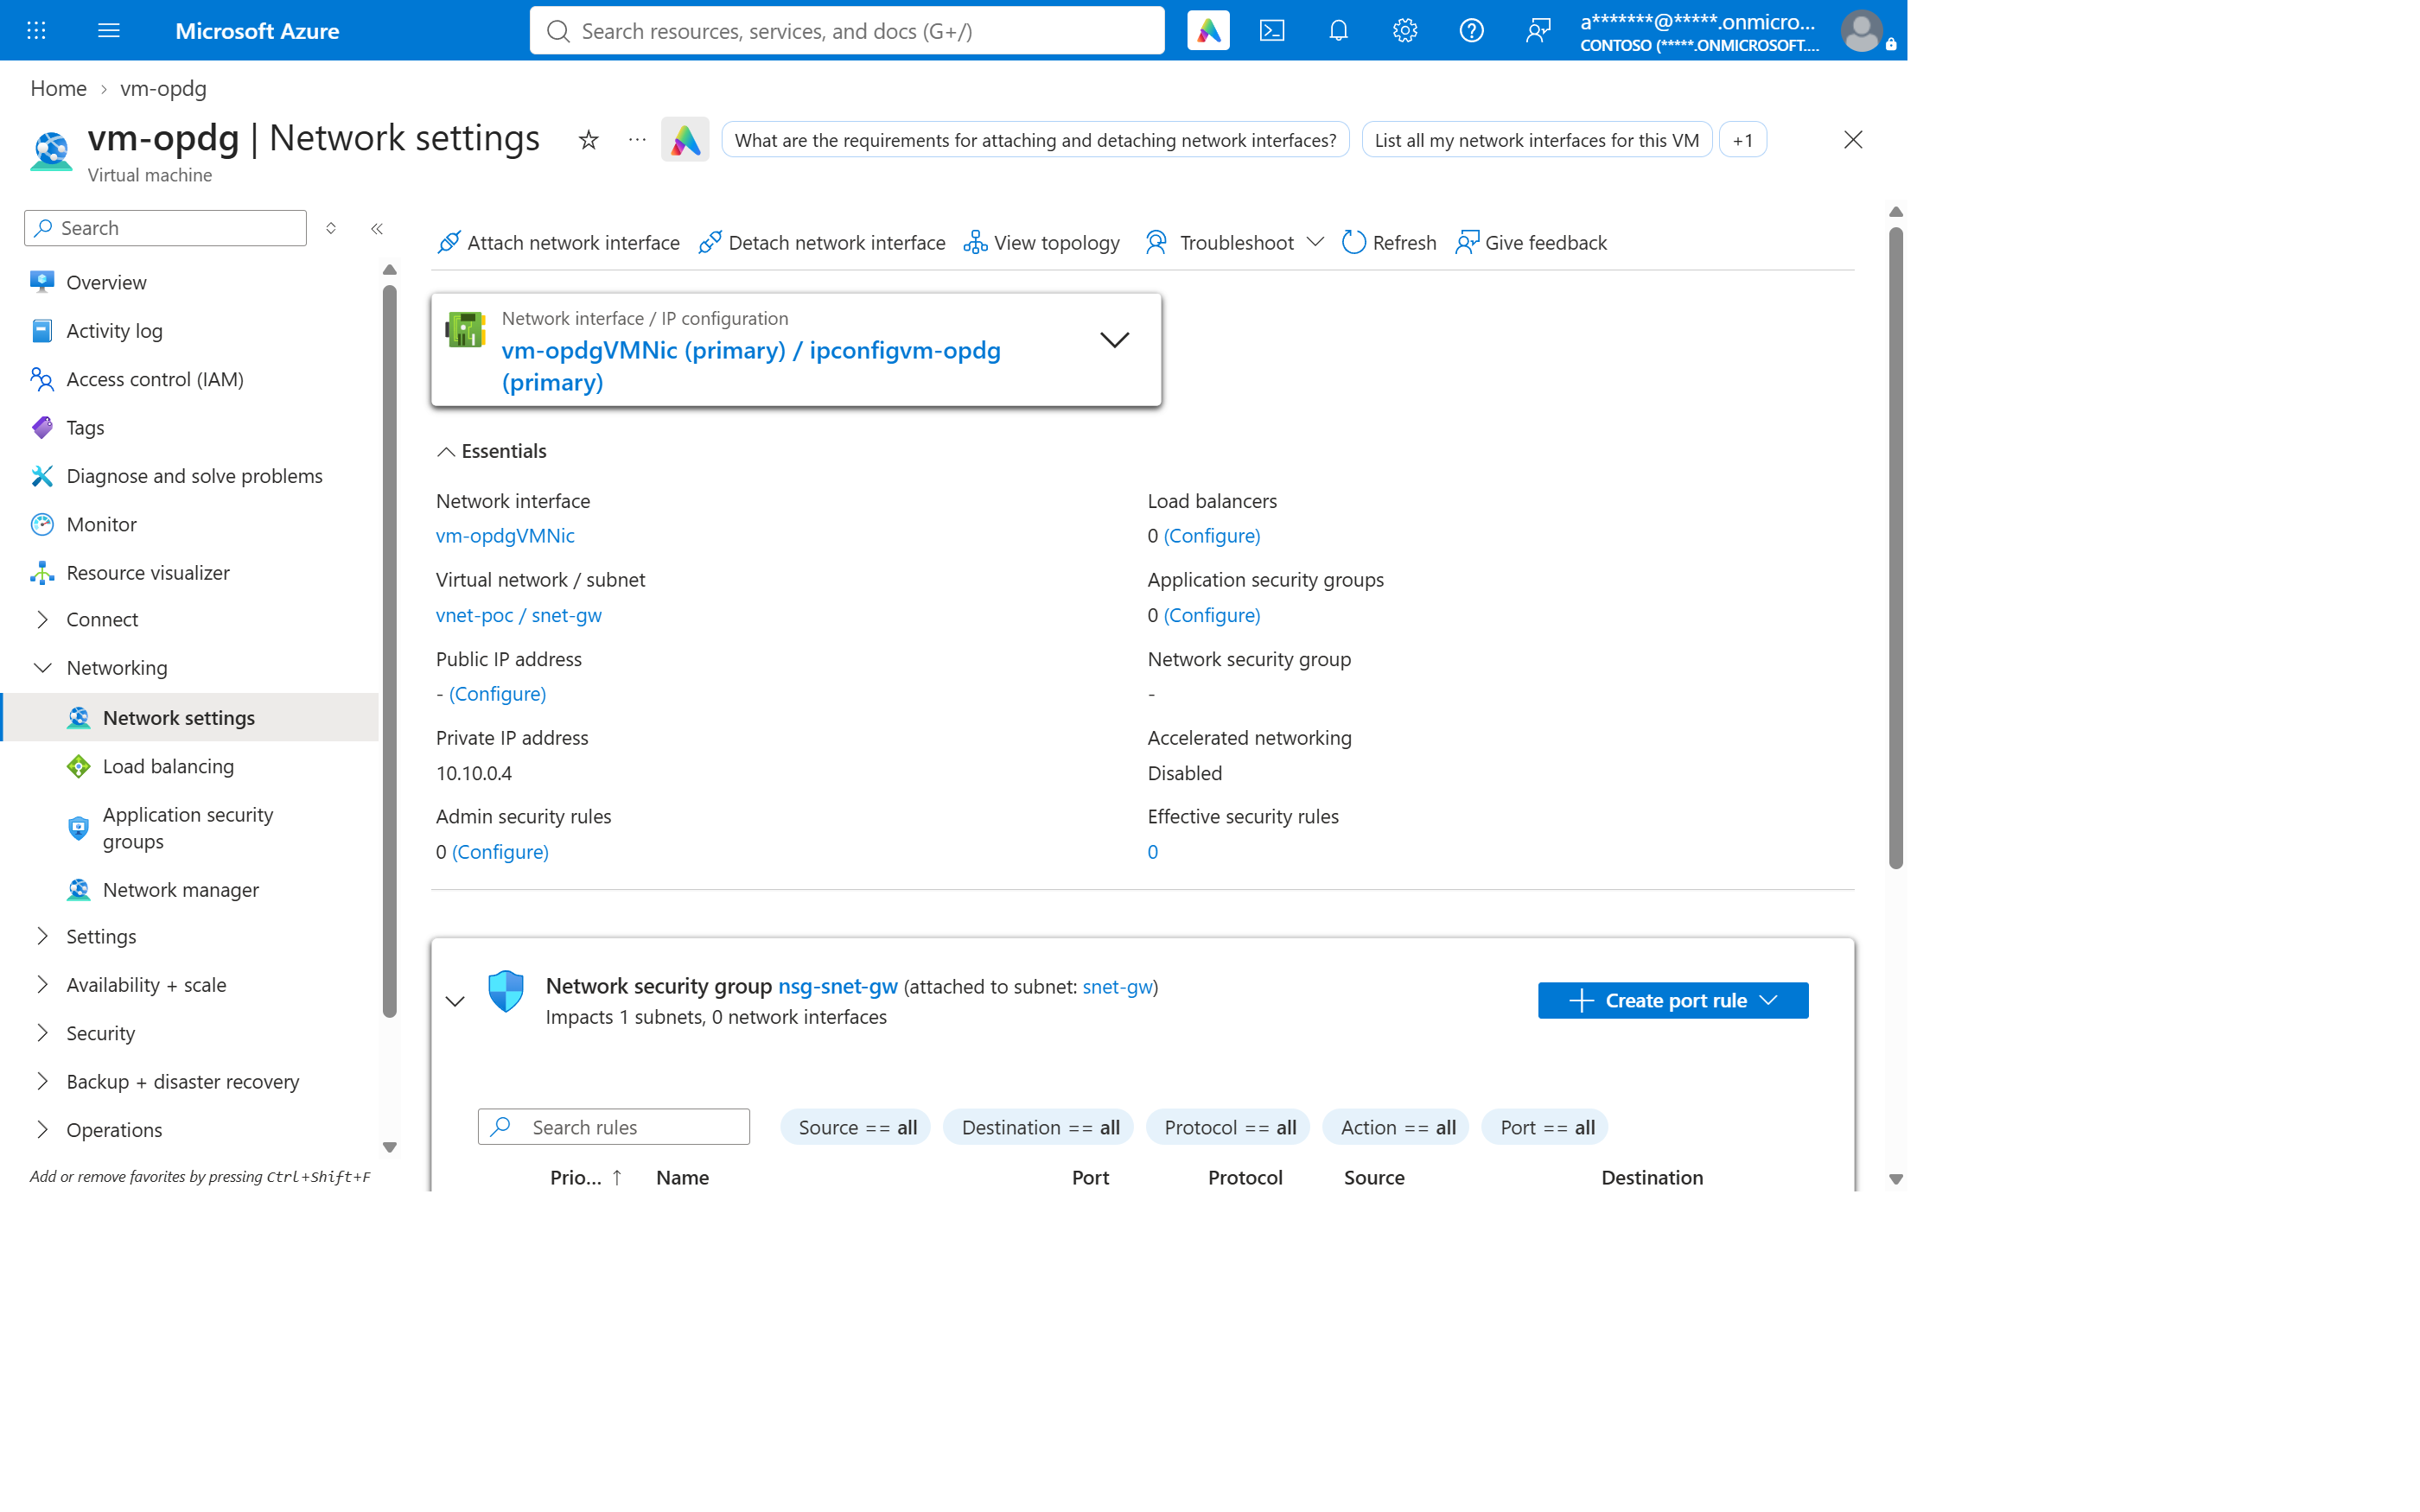 Microsoft Azure
Search resources, services, and docs (G+/)
a*******@*****.onmicro...
CONTOSO (*****.ONMICROSOFT....
Home > vm-opdg
vm-opdg | Network settings
Virtual machine
What are the requirements for attaching and detaching network interfaces?
List all my network interfaces for this VM
+1
Search
Overview
Activity log
Access control (IAM)
Tags
Diagnose and solve problems
Monitor
Resource visualizer
Connect
Networking
Network settings
Load balancing
Application security
groups
Network manager
Settings
Availability + scale
Security
Backup + disaster recovery
Operations
Add or remove favorites by pressing Ctrl+Shift+F
Attach network interface
Detach network interface
View topology
Troubleshoot
Refresh
Give feedback
Network interface / IP configuration
vm-opdgVMNic (primary) / ipconfigvm-opdg
(primary)
Essentials
Network interface
vm-opdgVMNic
Virtual network / subnet
vnet-poc / snet-gw
Public IP address
- (Configure)
Private IP address
10.10.0.4
Admin security rules
0 (Configure)
Load balancers
0 (Configure)
Application security groups
0 (Configure)
Network security group
-
Accelerated networking
Disabled
Effective security rules
0
Network security group nsg-snet-gw (attached to subnet: snet-gw)
Impacts 1 subnets, 0 network interfaces
Create port rule
Search rules
Source == all
Destination == all
Protocol == all
Action == all
Port == all
Prio... ↑ Name Port Protocol Source Destination